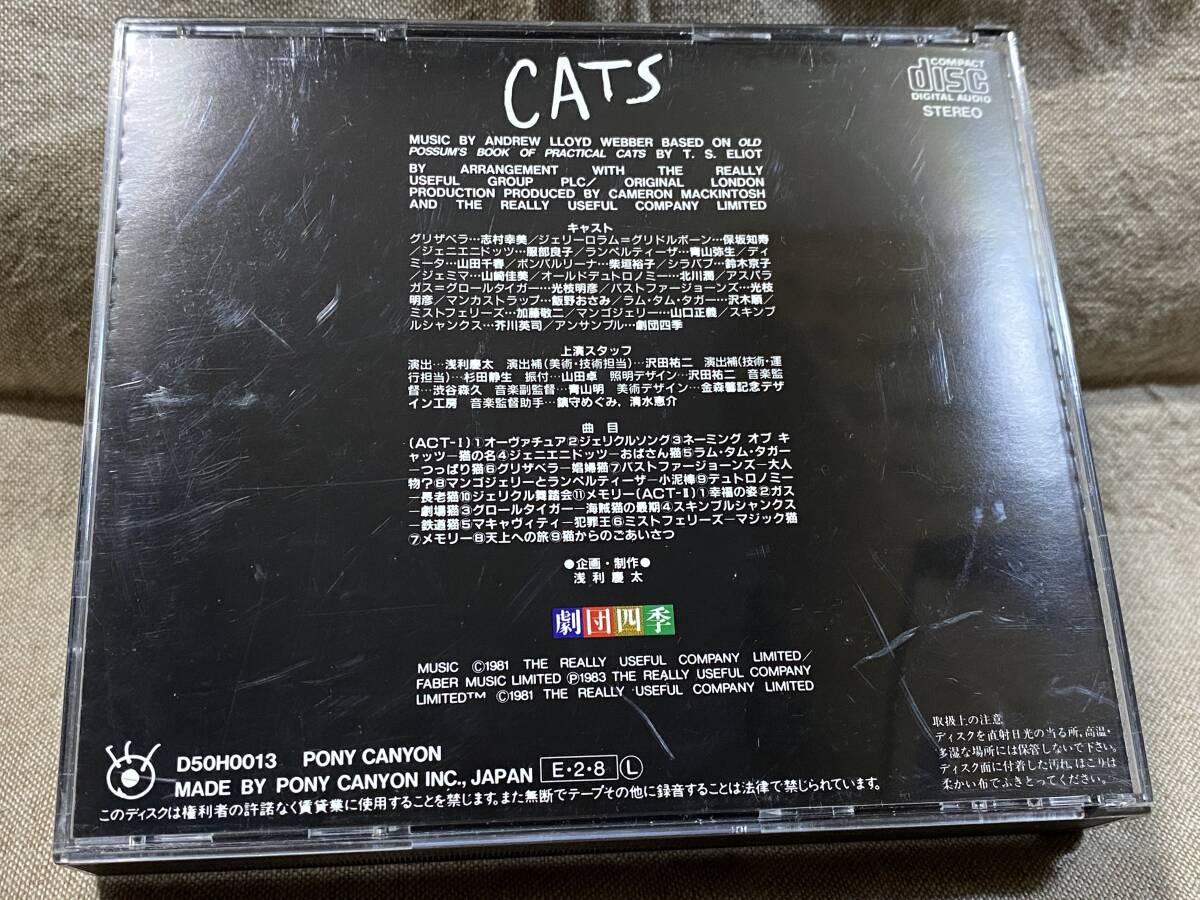 CATS
COMPACT
disc
DIGITAL AUDIO
STEREO
MUSIC BY ANDREW LLOYD WEBBER BASED ON OLD
POSSUM'S BOOK OF PRACTICAL CATS BY T. S. ELIOT
BY ARRANGEMENT WITH THE REALLY
USEFUL GROUP PLC/ ORIGINAL LONDON
PRODUCTION PRODUCED BY CAMERON MACKINTOSH
AND THE REALLY USEFUL COMPANY LIMITED
キャスト
グリザベラ…志村幸美/ジェリーロラム=グリドルボーン…保坂知寿
/ジェニエニドッツ…服部良子/ランペルティーザ…青山弥生/ディ
ミータ…山田千春/ボンバルリーナ…柴垣裕子/シラバブ…鈴木京子
/ジェミマ…山崎佳美/オールドデュトロノミー…北川潤/アスパラ
ガス=グロールタイガー…光枝明彦/バストファージョーンズ…光枝
明彦/マンカストラップ…飯野おさみ/ラム・タム・タガー…沢木順/
ミストフェリーズ…加藤敬二/マンゴジェリー…山口正義/スキンブ
ルシャンクス…芥川英司/アンサンブル…劇団四季
上演スタッフ
演出…浅利慶太 演出補(美術・技術担当)…沢田祐二 演出補(技術・運
行担当)…杉田静生 振付…山田卓 照明デザイン…沢田祐二 音楽監
督…渋谷森久 音楽副監督…青山明 美術デザイン…金森馨記念デザ
イン工房 音楽監督助手…鎮守めぐみ、清水恵介
曲目
(ACT-Ⅰ)①オーヴァチュア②ジェリクルソング③ネーミング オブ キ
ャッツ—猫の名④ジェニエニドッツ—おばさん猫⑤ラム・タム・タガー
—つっぱり猫⑥グリザベラ—娼婦猫⑦バストファージョーンズ—大人
物?⑧マンゴジェリーとランペルティーザ—小泥棒⑨デュトロノミー
—長老猫⑩ジェリクル舞踏会⑪メモリー(ACT-Ⅱ)①幸福の姿②ガス
—劇場猫③グロールタイガー—海賊猫の最期④スキンブルシャンクス
—鉄道猫⑤マキャヴィティ—犯罪王⑥ミストフェリーズ—マジック猫
⑦メモリー⑧天上への旅⑨猫からのごあいさつ
●企画・制作●
浅利慶太
劇団四季
MUSIC ©1981 THE REALLY USEFUL COMPANY LIMITED/
FABER MUSIC LIMITED ℗1983 THE REALLY USEFUL COMPANY
LIMITED™ ©1981 THE REALLY USEFUL COMPANY LIMITED
取扱上の注意
ディスクを直射日光の当る所、高温・
多湿な場所には保管しないで下さい。
ディスク面に付着した汚れ、ほこりは
柔かい布でふきとってください。
D50H0013 PONY CANYON
MADE BY PONY CANYON INC., JAPAN E・2・8 Ⓛ
このディスクは権利者の許諾なく賃貸業に使用することを禁じます。また無断でテープその他に録音することは法律で禁じられています。